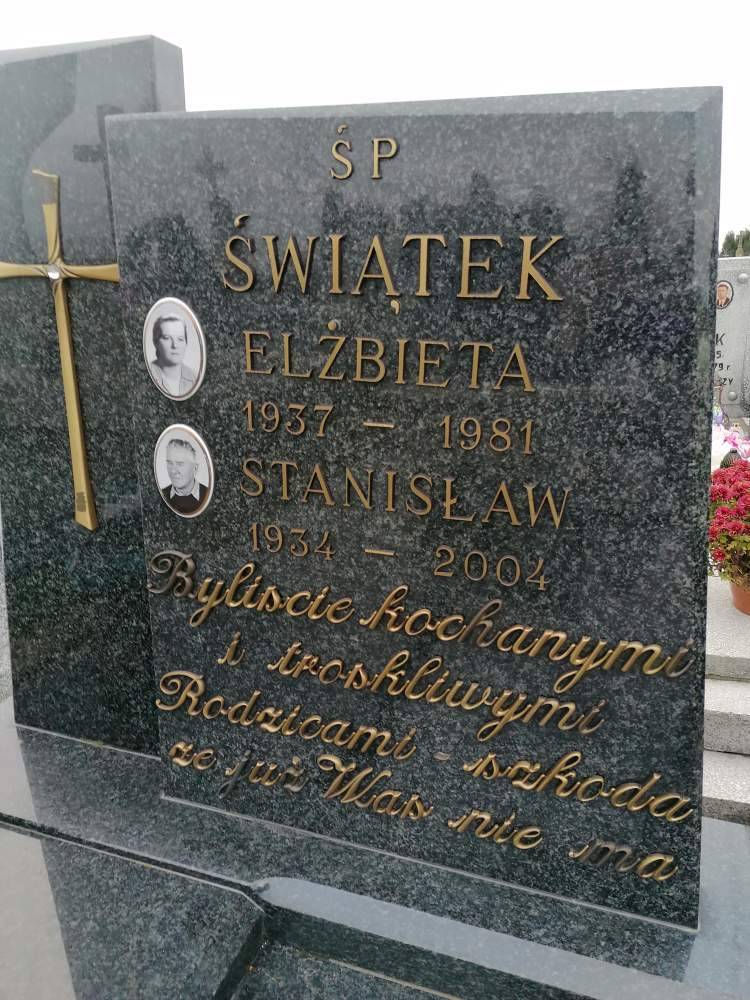 ŚP
ŚWIĄTEK
ELŻBIETA
1937 – 1981
STANISŁAW
1934 – 2004
Byliście kochanymi
i troskliwymi
Rodzicami - szkoda
że już Was nie ma